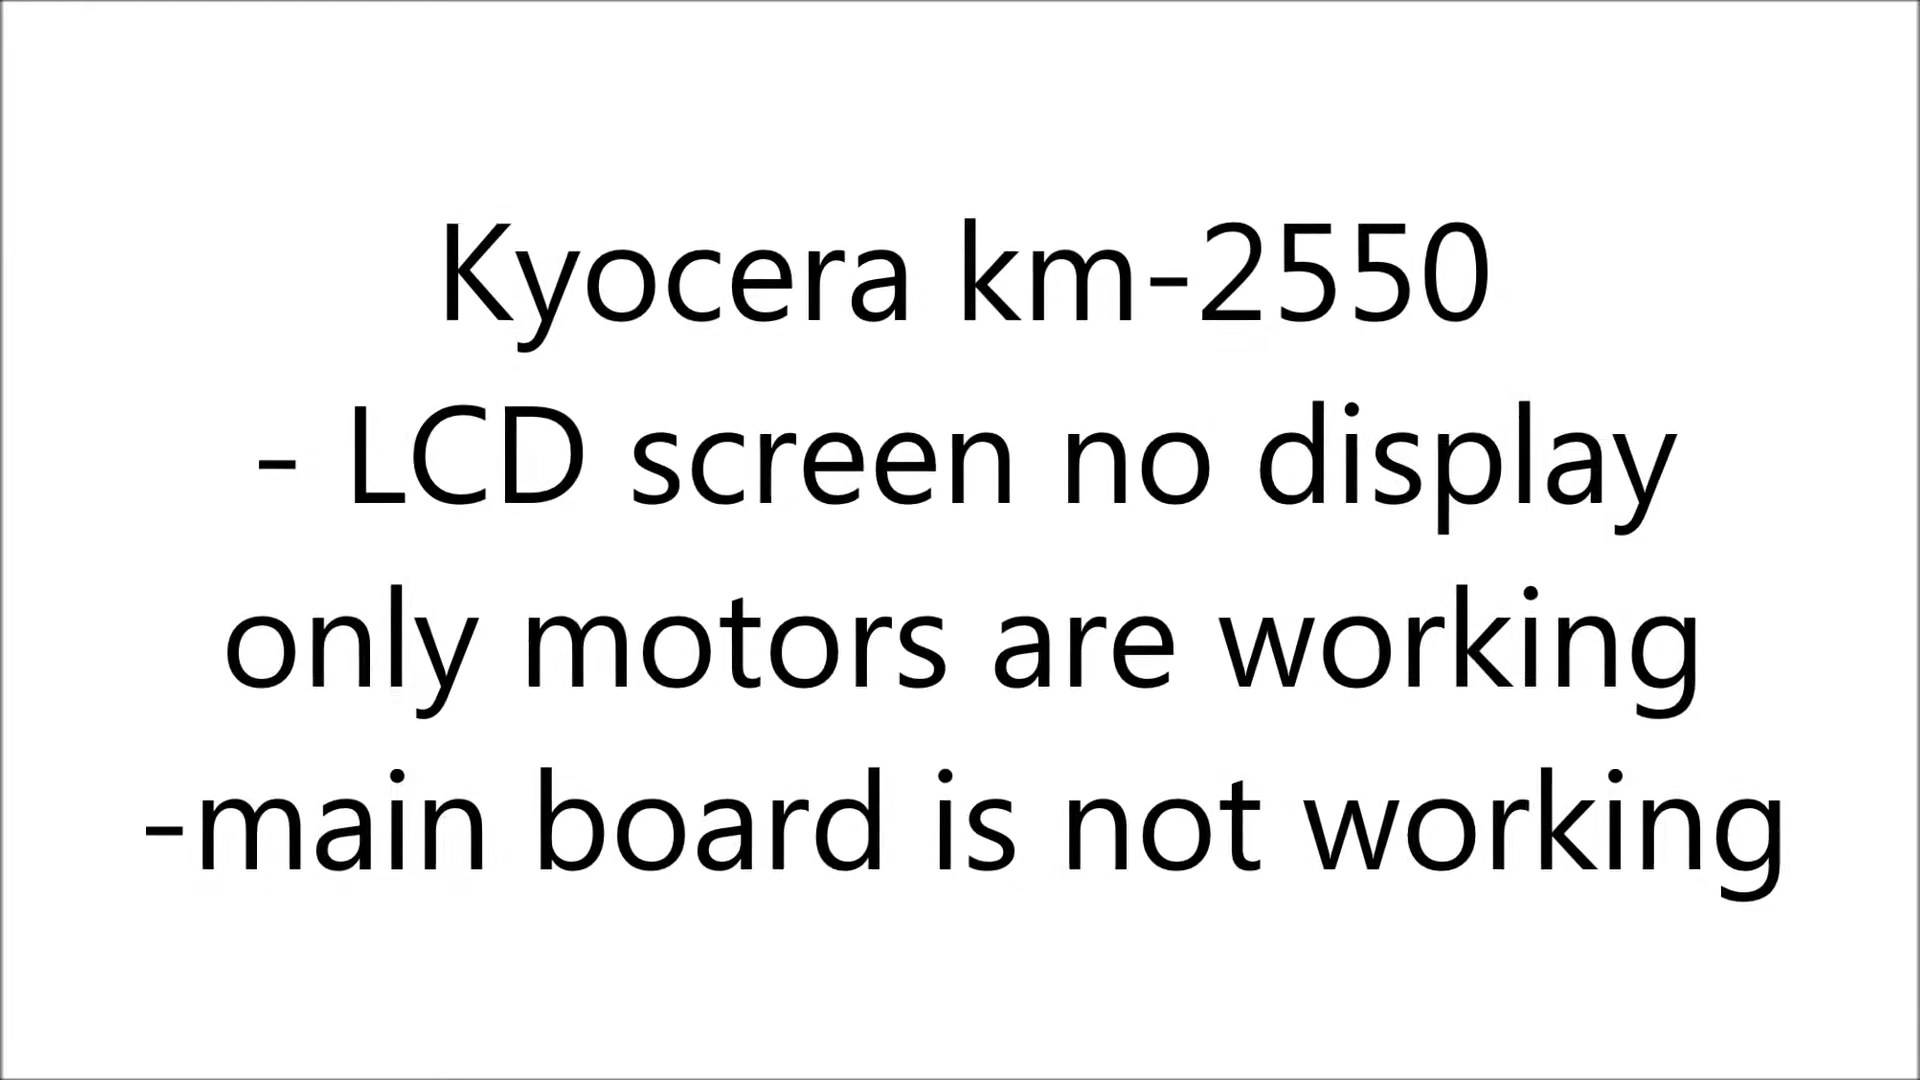 Kyocera km-2550
- LCD screen no display
only motors are working
-main board is not working